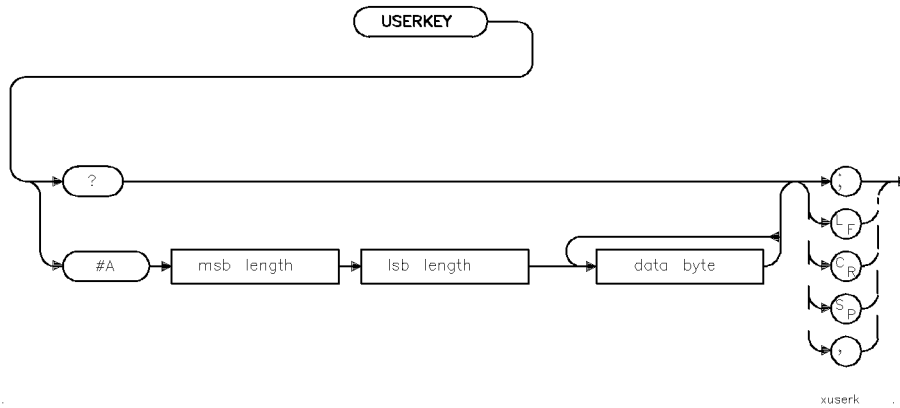 USERKEY
?
;
LF
#A
msb length
lsb length
data byte
CR
SP
,
xuserk